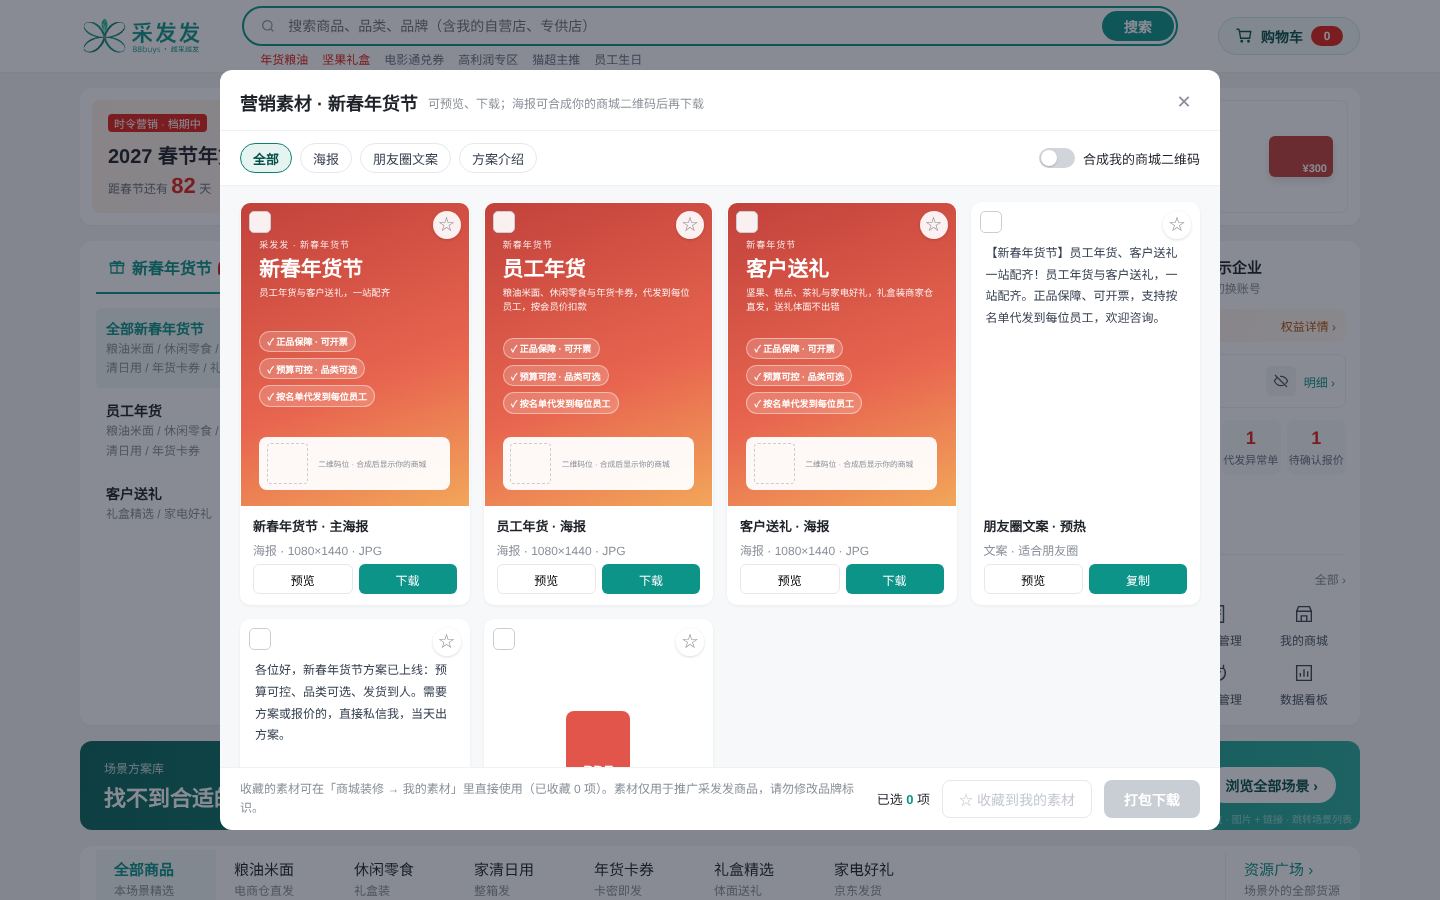 采发发
BBbuys · 越采越发
搜索商品、品类、品牌（含我的自营店、专供店）
搜索
购物车
0
年货粮油
坚果礼盒
电影通兑券
高利润专区
猫超主推
员工生日
时令营销 · 档期中
2027 春节年
距春节还有 82 天
¥300
新春年货节
全部新春年货节
粮油米面 / 休闲零食 /
清日用 / 年货卡券 / 礼
员工年货
粮油米面 / 休闲零食 /
清日用 / 年货卡券
客户送礼
礼盒精选 / 家电好礼
营销素材 · 新春年货节
可预览、下载；海报可合成你的商城二维码后再下载
✕
全部
海报
朋友圈文案
方案介绍
合成我的商城二维码
采发发 · 新春年货节
新春年货节
员工年货与客户送礼，一站配齐
✓正品保障 · 可开票
✓预算可控 · 品类可选
✓按名单代发到每位员工
二维码位 · 合成后显示你的商城
新春年货节 · 主海报
海报 · 1080×1440 · JPG
预览
下载
新春年货节
员工年货
粮油米面、休闲零食与年货卡券，代发到每位
员工，按会员价扣款
✓正品保障 · 可开票
✓预算可控 · 品类可选
✓按名单代发到每位员工
二维码位 · 合成后显示你的商城
员工年货 · 海报
海报 · 1080×1440 · JPG
预览
下载
新春年货节
客户送礼
坚果、糕点、茶礼与家电好礼，礼盒装商家仓
直发，送礼体面不出错
✓正品保障 · 可开票
✓预算可控 · 品类可选
✓按名单代发到每位员工
二维码位 · 合成后显示你的商城
客户送礼 · 海报
海报 · 1080×1440 · JPG
预览
下载
【新春年货节】员工年货、客户送礼
一站配齐！员工年货与客户送礼，一
站配齐。正品保障、可开票，支持按
名单代发到每位员工，欢迎咨询。
朋友圈文案 · 预热
文案 · 适合朋友圈
预览
复制
各位好，新春年货节方案已上线：预
算可控、品类可选、发货到人。需要
方案或报价的，直接私信我，当天出
方案。
收藏的素材可在「商城装修 → 我的素材」里直接使用（已收藏 0 项）。素材仅用于推广采发发商品，请勿修改品牌标
识。
已选 0 项
☆ 收藏到我的素材
打包下载
示企业
切换账号
权益详情 ›
明细 ›
1
代发异常单
1
待确认报价
全部 ›
管理
我的商城
管理
数据看板
场景方案库
找不到合适的
浏览全部场景 ›
· 图片＋链接 · 跳转场景列表
全部商品
本场景精选
粮油米面
电商仓直发
休闲零食
礼盒装
家清日用
整箱发
年货卡券
卡密即发
礼盒精选
体面送礼
家电好礼
京东发货
资源广场 ›
场景外的全部货源